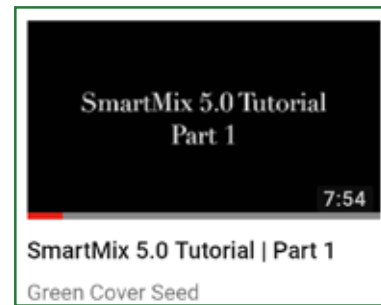 SmartMix 5.0 Tutorial
Part 1
7:54
SmartMix 5.0 Tutorial | Part 1
Green Cover Seed